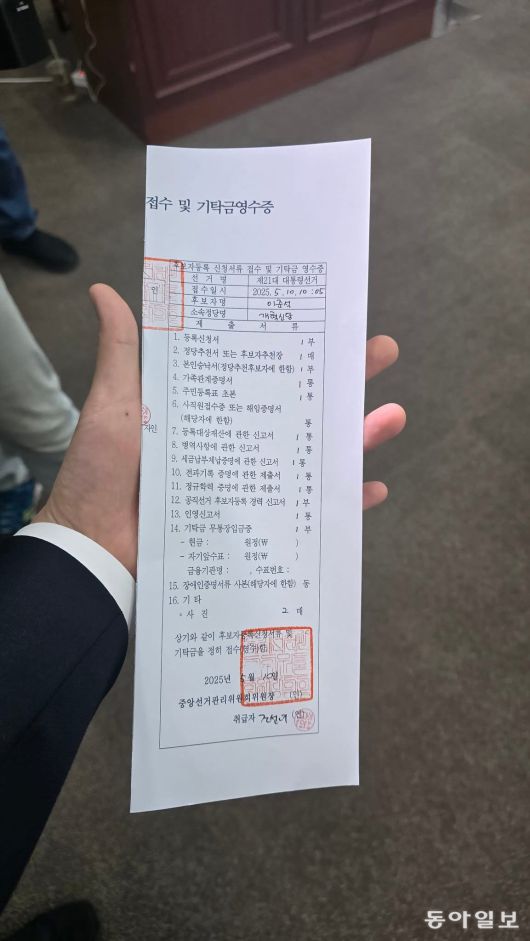 접수 및 기탁금영수증
후보자등록 신청서류 접수 및 기탁금 영수증
선 거 명 제21대 대통령선거
접수일시 2025. 5. 10. 10:05
후보자명 이준석
소속정당명 개혁신당
제 출 서 류
1. 등록신청서 1 부
2. 정당추천서 또는 후보자추천장 1 매
3. 본인승낙서(정당추천후보자에 한함) 1 부
4. 가족관계증명서 1 통
5. 주민등록표 초본 1 통
6. 사직원접수증 또는 해임증명서
(해당자에 한함) 통
7. 등록대상재산에 관한 신고서 1 통
8. 병역사항에 관한 신고서 1 통
9. 세금납부체납증명에 관한 신고서 1 통
10. 전과기록 증명에 관한 제출서 1 통
11. 정규학력 증명에 관한 제출서 1 통
12. 공직선거 후보자등록 경력 신고서 1 부
13. 인영신고서 1 통
14. 기탁금 무통장입금증 1 부
- 현금 : 원정(₩ )
- 자기앞수표 : 원정(₩ )
금융기관명 : , 수표번호 :
15. 장애인증명서류 사본(해당자에 한함) 통
16. 기 타
사 진 2 매
상기와 같이 후보자등록신청서류 및
기탁금을 정히 접수(영수)함
2025년 5월 10일
중앙선거관리위원회위원장 (인)
취급자 (인)
인
자인
동아일보